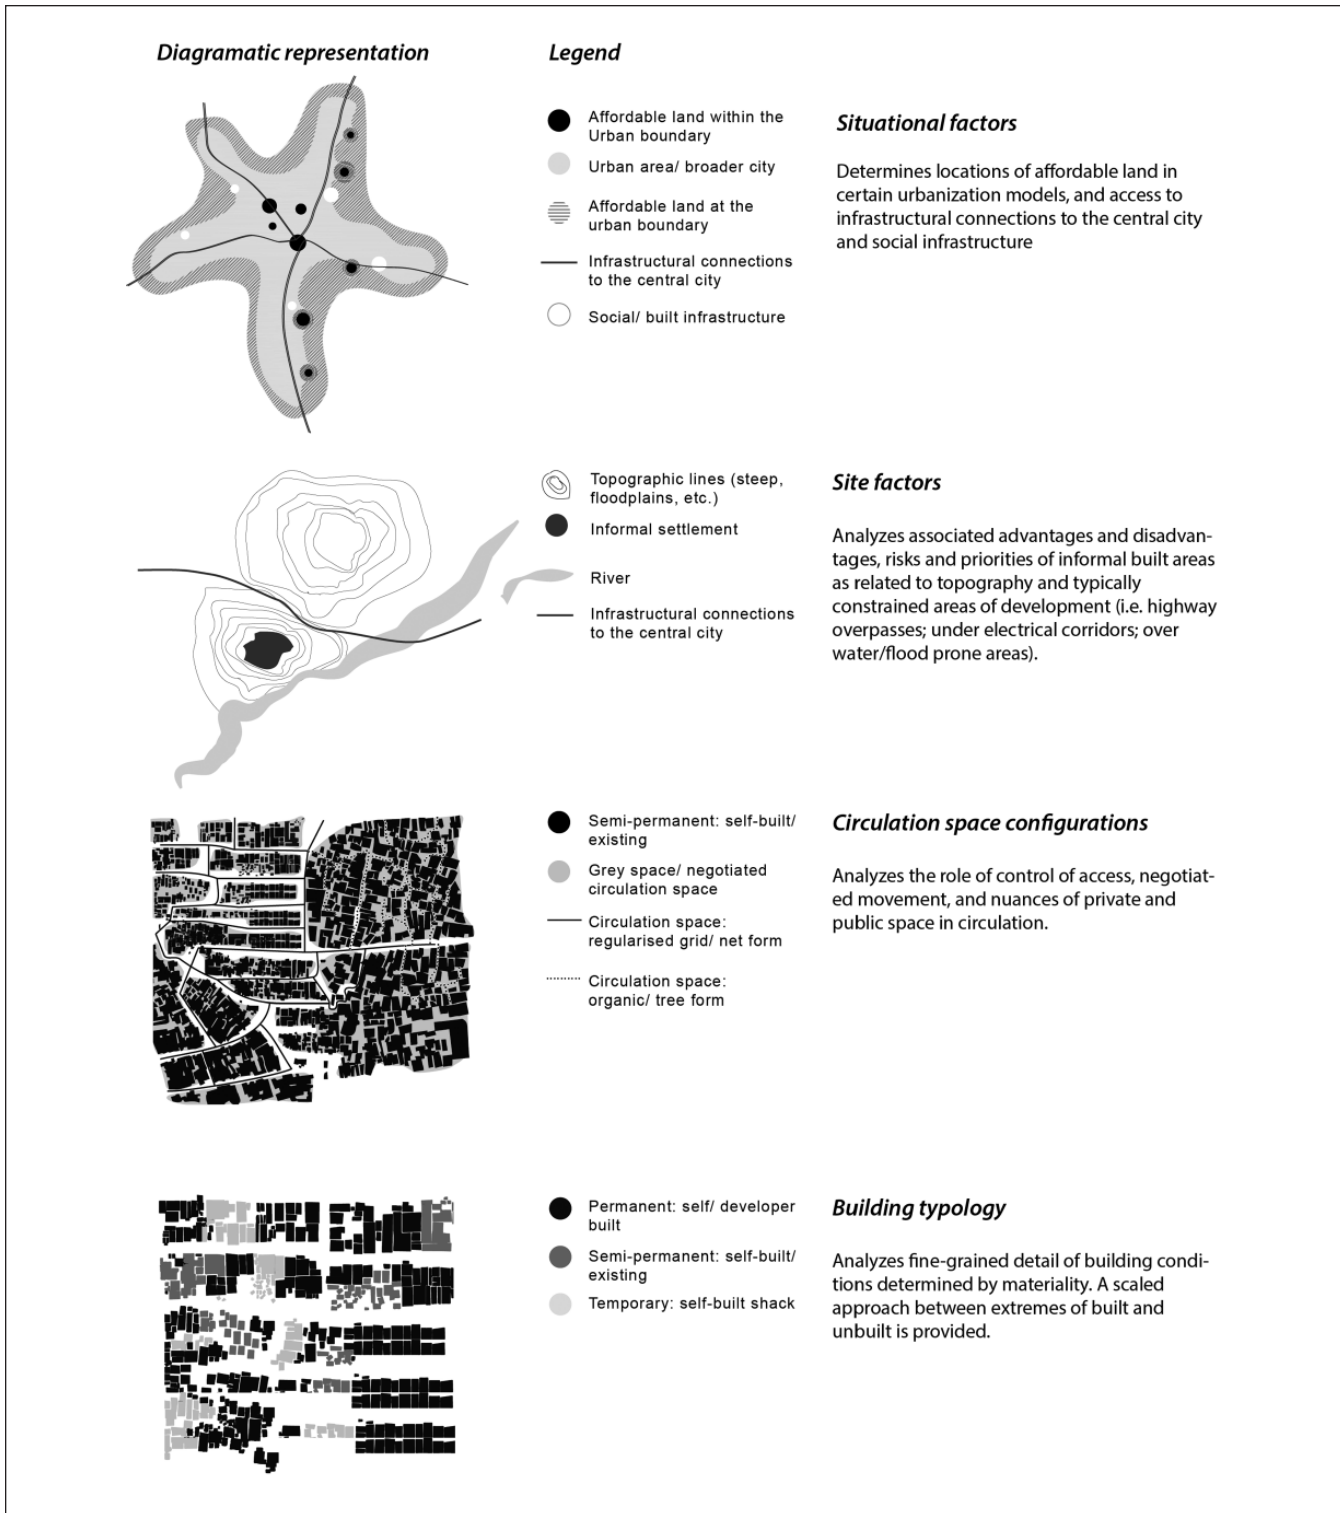 Diagramatic representation
Legend
Affordable land within the
Urban boundary
Urban area/ broader city
Affordable land at the
urban boundary
Infrastructural connections
to the central city
Social/ built infrastructure
Situational factors
Determines locations of affordable land in
certain urbanization models, and access to
infrastructural connections to the central city
and social infrastructure
Topographic lines (steep,
floodplains, etc.)
Informal settlement
River
Infrastructural connections
to the central city
Site factors
Analyzes associated advantages and disadvan-
tages, risks and priorities of informal built areas
as related to topography and typically
constrained areas of development (i.e. highway
overpasses; under electrical corridors; over
water/flood prone areas).
Semi-permanent: self-built/
existing
Grey space/ negotiated
circulation space
Circulation space:
regularised grid/ net form
Circulation space:
organic/ tree form
Circulation space configurations
Analyzes the role of control of access, negotiat-
ed movement, and nuances of private and
public space in circulation.
Permanent: self/ developer
built
Semi-permanent: self-built/
existing
Temporary: self-built shack
Building typology
Analyzes fine-grained detail of building condi-
tions determined by materiality. A scaled
approach between extremes of built and
unbuilt is provided.